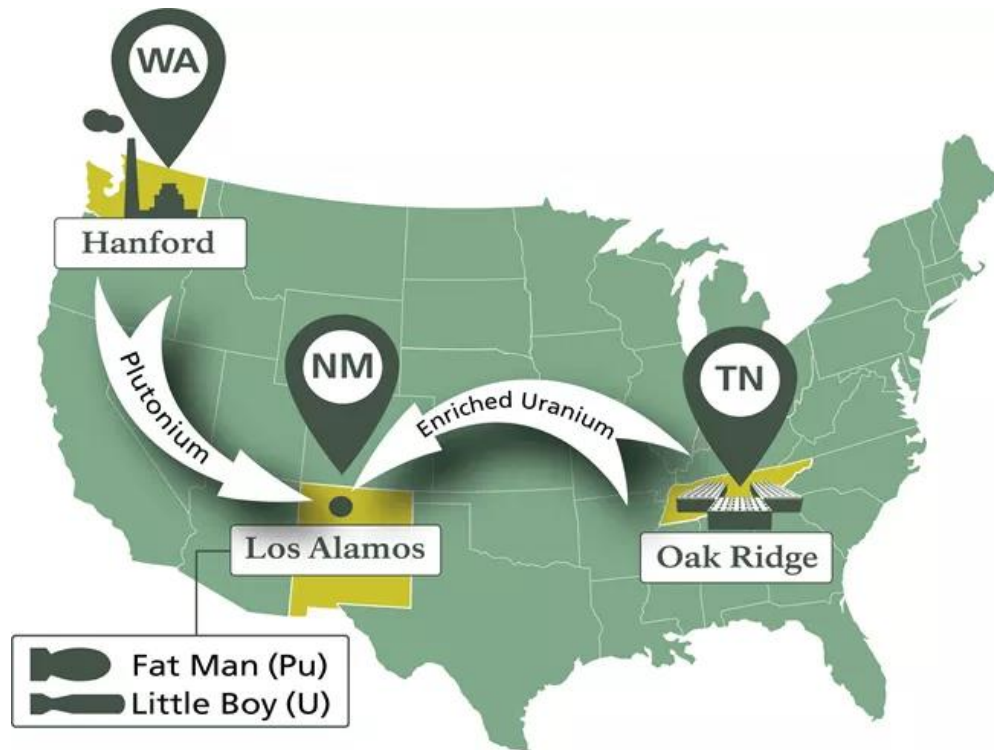 WA
Hanford
Plutonium
NM
Enriched Uranium
TN
Los Alamos
Oak Ridge
Fat Man (Pu)
Little Boy (U)